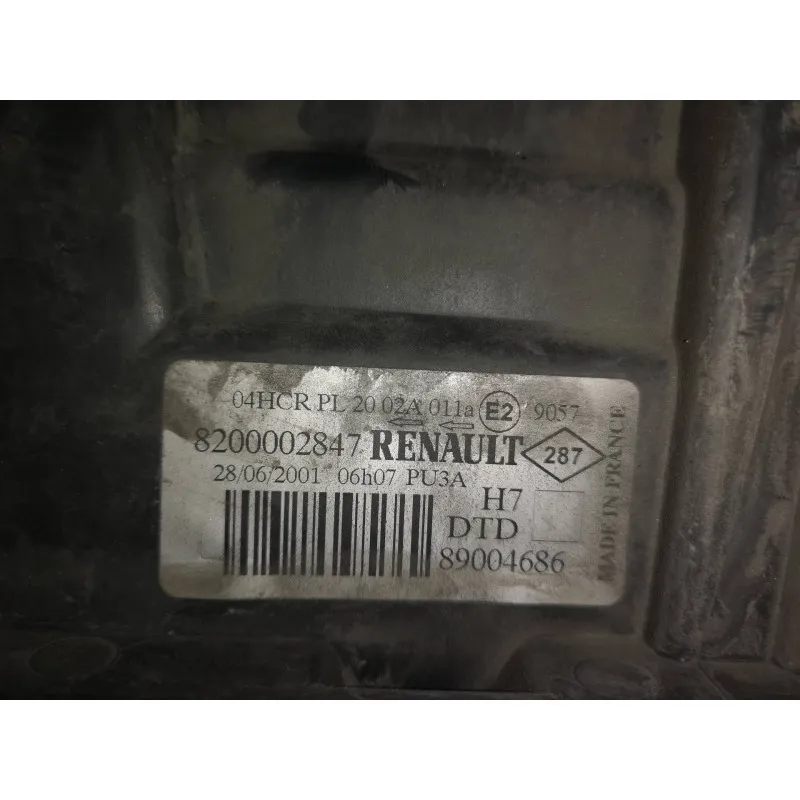 04HCR PL 20 02A 011a E2 9057
8200002847 RENAULT 287
28/06/2001 06h07 PU3A
H7
DTD
89004686
MADE IN FRANCE